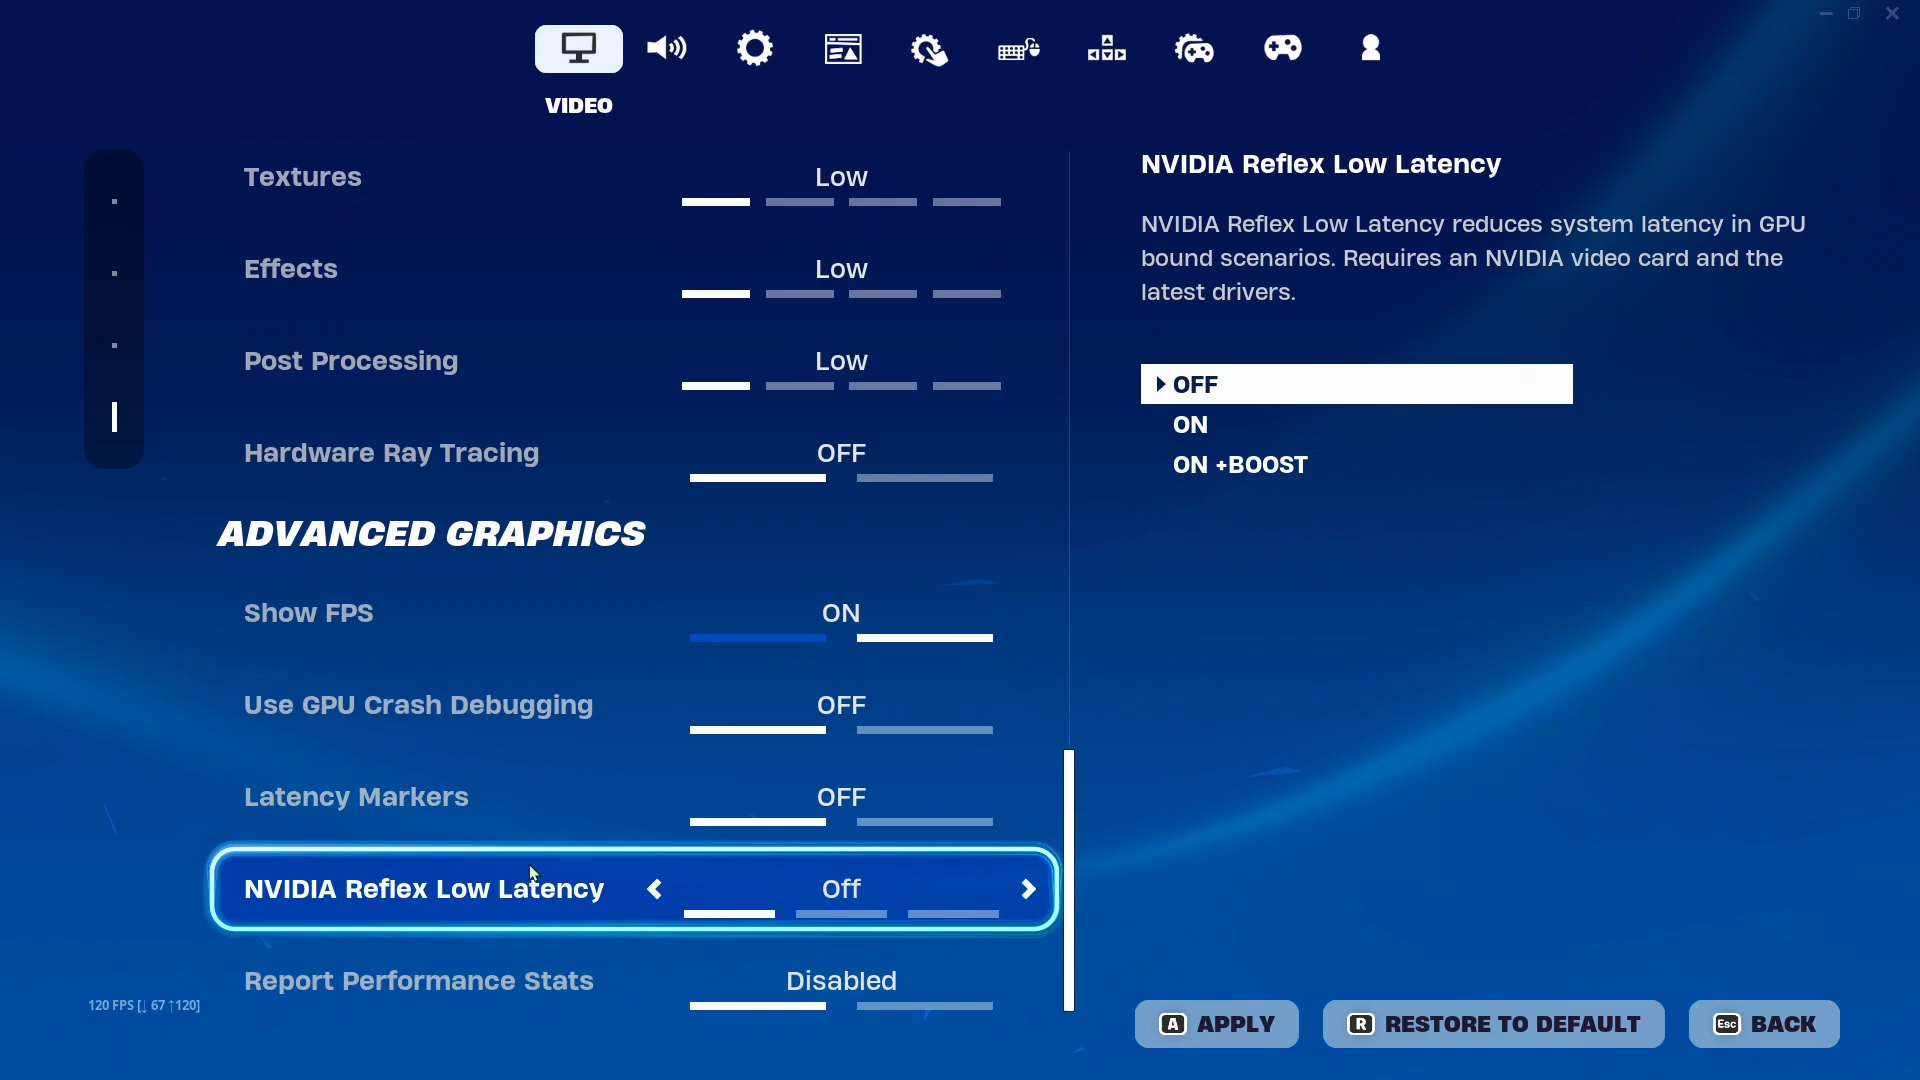 VIDEO
Textures
Low
Effects
Low
Post Processing
Low
Hardware Ray Tracing
OFF
ADVANCED GRAPHICS
Show FPS
ON
Use GPU Crash Debugging
OFF
Latency Markers
OFF
NVIDIA Reflex Low Latency
Off
Report Performance Stats
Disabled
120 FPS [↓ 67 ↑120]
NVIDIA Reflex Low Latency
NVIDIA Reflex Low Latency reduces system latency in GPU
bound scenarios. Requires an NVIDIA video card and the
latest drivers.
OFF
ON
ON +BOOST
A APPLY
R RESTORE TO DEFAULT
Esc BACK